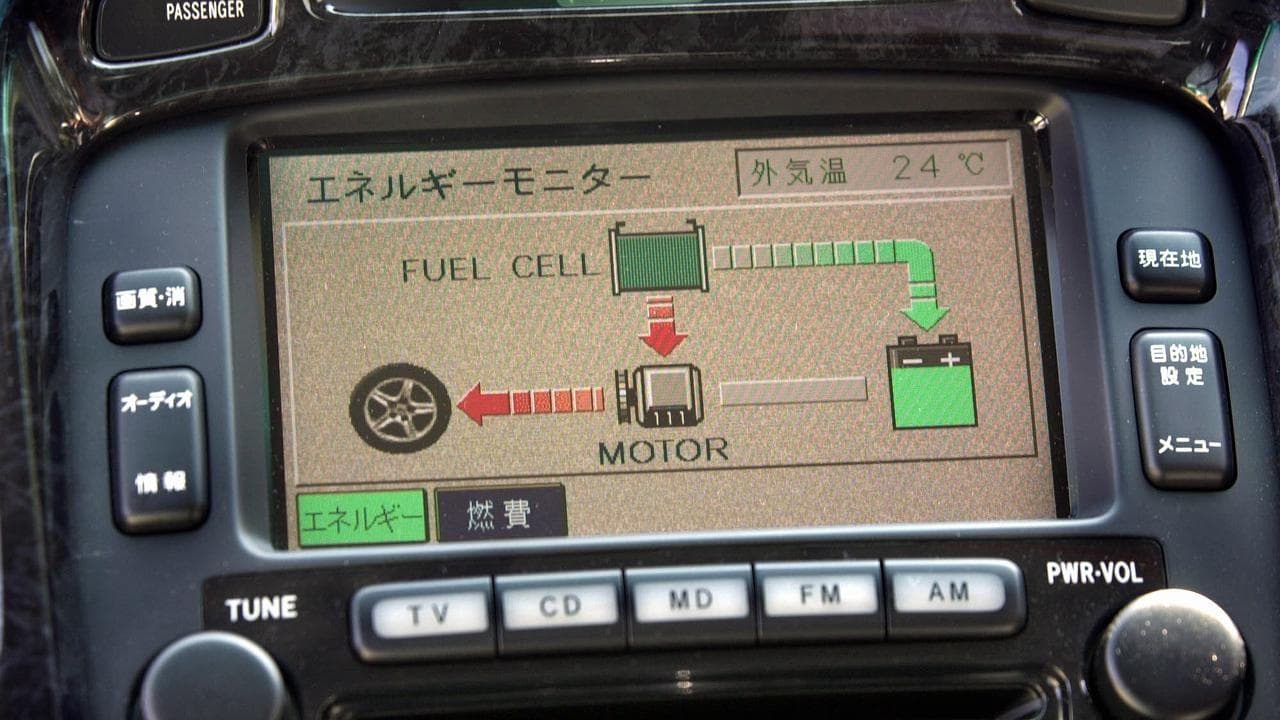 PASSENGER
エネルギーモニター
外気温 24℃
FUEL CELL
画質・消
現在地
オーディオ
情報
目的地
設定
メニュー
- +
MOTOR
エネルギー
燃費
TUNE
TV
CD
MD
FM
AM
PWR·VOL